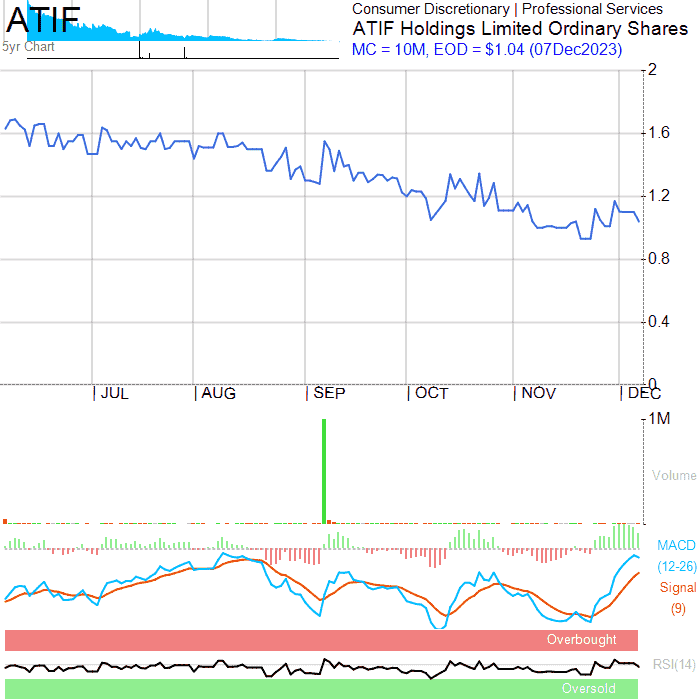 ATIF
5yr Chart
Consumer Discretionary | Professional Services
ATIF Holdings Limited Ordinary Shares
MC = 10M, EOD = $1.04 (07Dec2023)
2
1.6
1.2
0.8
0.4
0
JUL AUG SEP OCT NOV DEC
1M
Volume
MACD
(12-26)
Signal
(9)
Overbought
RSI(14)
Oversold